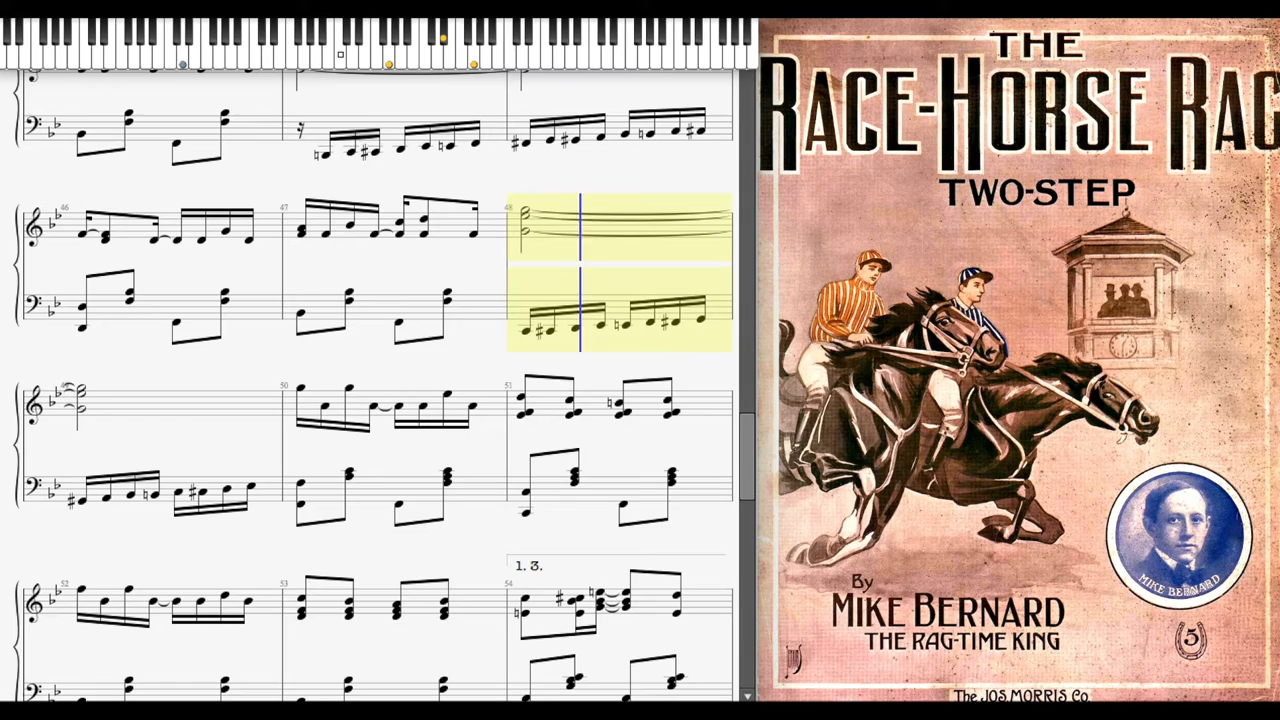 46
47
48
50
51
52
53
54
1. 3.
THE
RACE-HORSE RAG
TWO-STEP
By
MIKE BERNARD
THE RAG-TIME KING
MIKE BERNARD
5
The JOS. MORRIS Co.